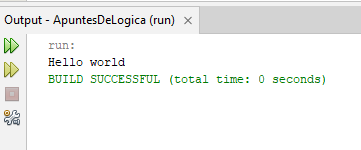 Output - ApuntesDeLogica (run) ×
run:
Hello world
BUILD SUCCESSFUL (total time: 0 seconds)